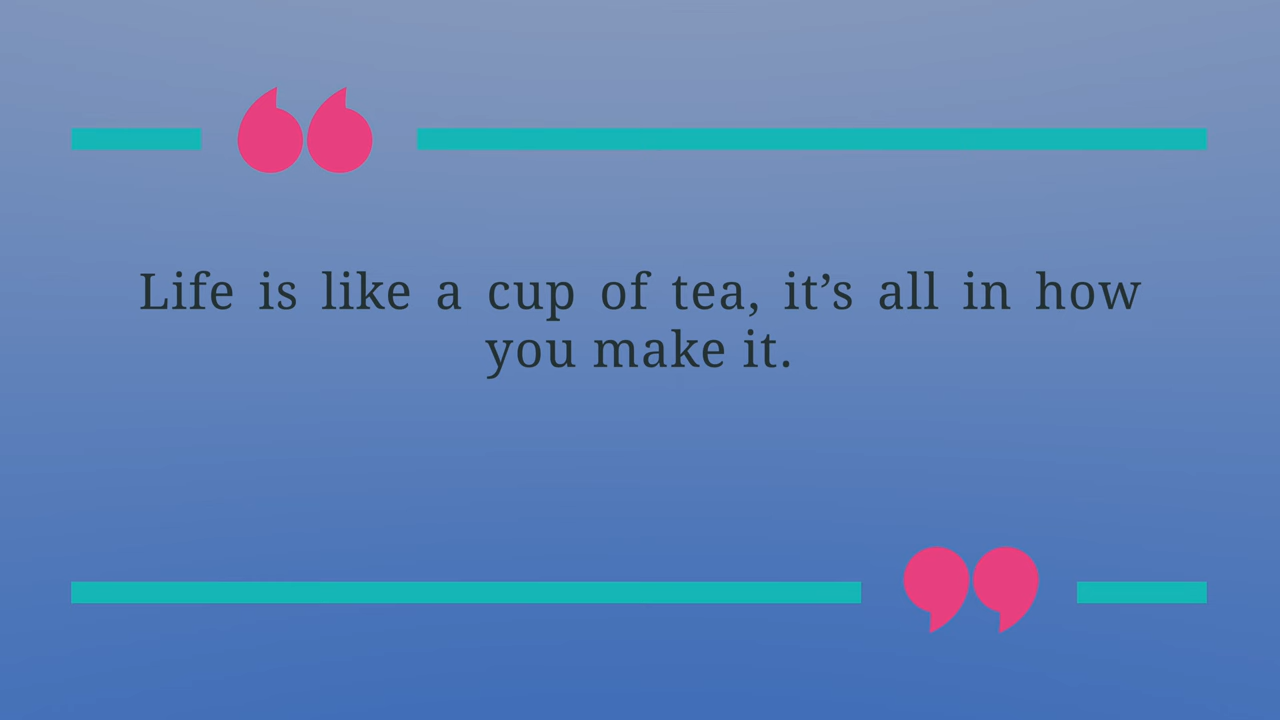 Life is like a cup of tea, it’s all in how
you make it.